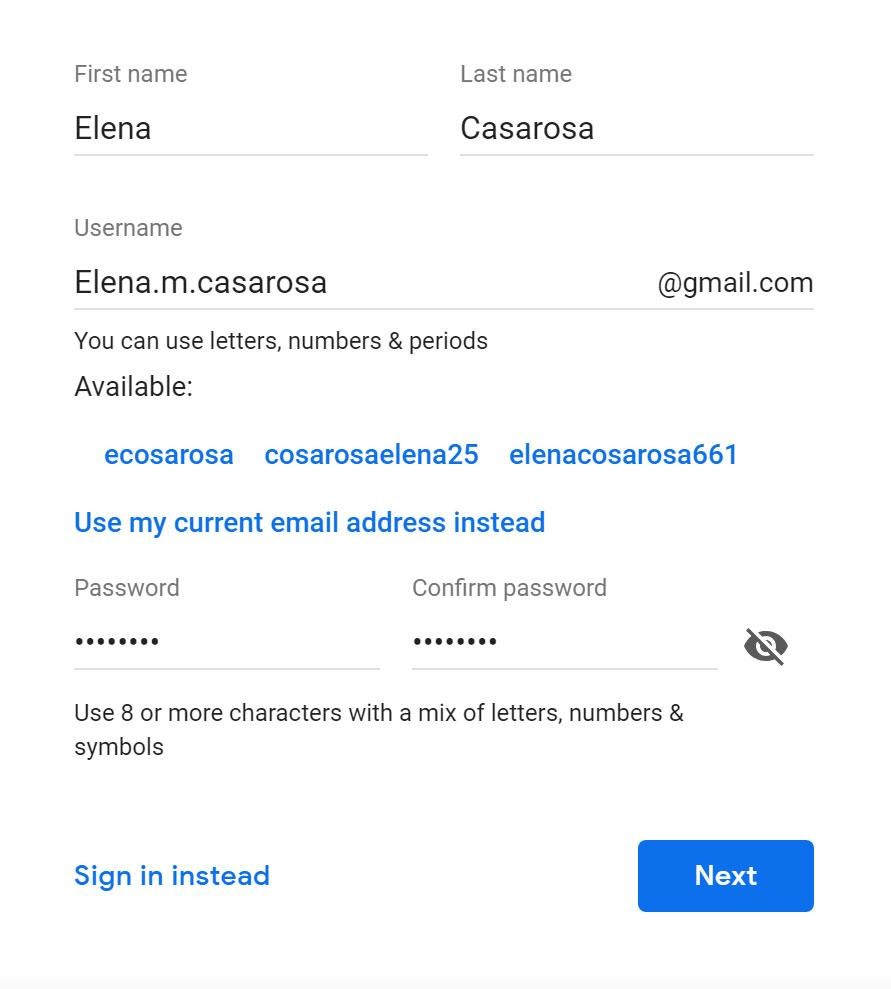 First name Last name
Elena Casarosa
Username
Elena.m.casarosa @gmail.com
You can use letters, numbers & periods
Available:
ecosarosa cosarosaelena25 elenacosarosa661
Use my current email address instead
Password Confirm password
•••••••• ••••••••
Use 8 or more characters with a mix of letters, numbers &
symbols
Sign in instead Next